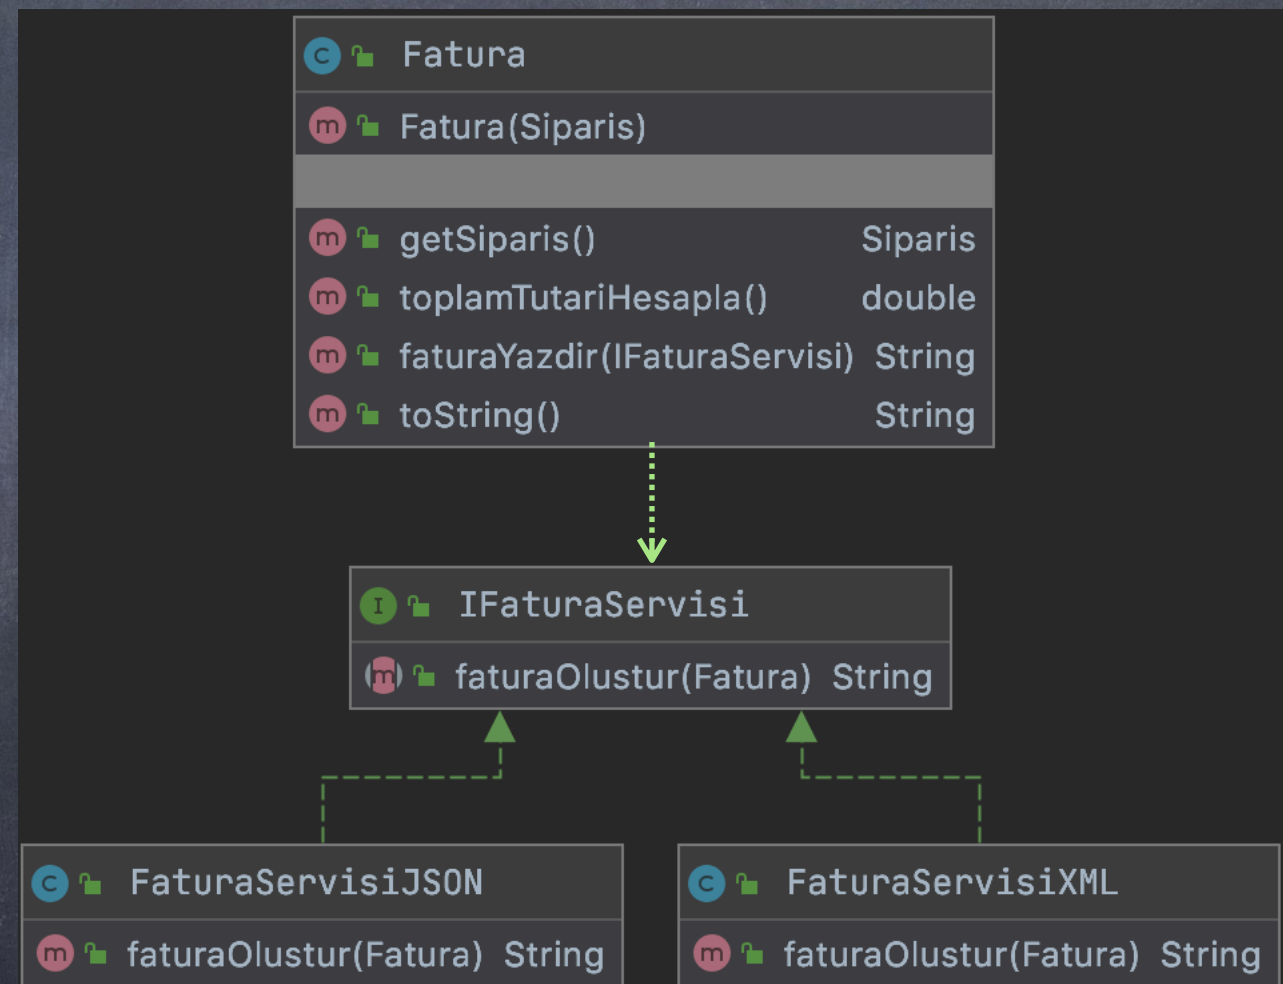 C Fatura
m Fatura(Siparis)
m getSiparis() Siparis
m toplamTutariHesapla() double
m faturaYazdir(IFaturaServisi) String
m toString() String
I IFaturaServisi
m faturaOlustur(Fatura) String
C FaturaServisiJSON
m faturaOlustur(Fatura) String
C FaturaServisiXML
m faturaOlustur(Fatura) String